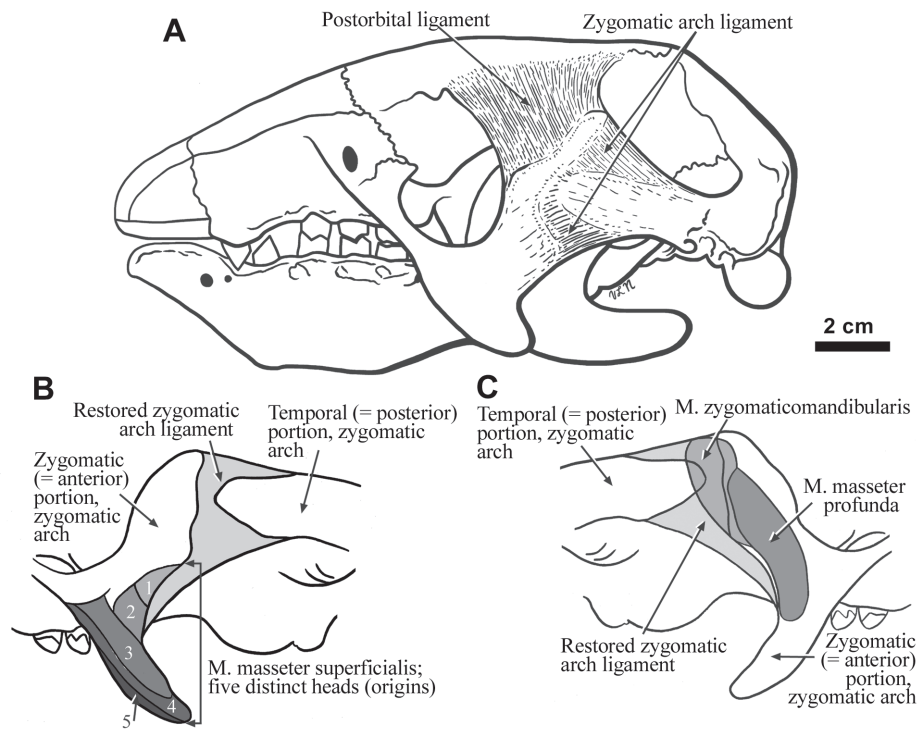 A
Postorbital ligament
Zygomatic arch ligament
VLN
2 cm
B
Restored zygomatic
arch ligament
Temporal (= posterior)
portion, zygomatic
arch
Zygomatic
(= anterior)
portion,
zygomatic
arch
1
2
3
4
5
M. masseter superficialis;
five distinct heads (origins)
C
Temporal (= posterior)
portion, zygomatic
arch
M. zygomaticomandibularis
M. masseter
profunda
Restored zygomatic
arch ligament
Zygomatic
(= anterior)
portion,
zygomatic arch